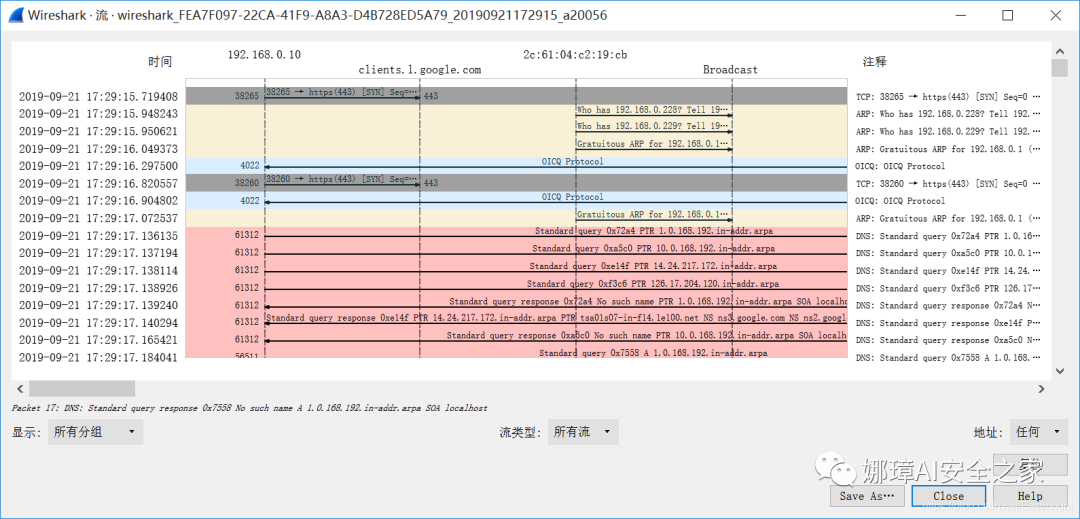 Wireshark · 流 · wireshark_FEA7F097-22CA-41F9-A8A3-D4B728ED5A79_20190921172915_a20056
时间 192.168.0.10 2c:61:04:c2:19:cb 注释
clients.l.google.com Broadcast
2019-09-21 17:29:15.719408 38265 38265 → https(443) [SYN] Seq=⋯ 443 TCP: 38265 → https(443) [SYN] Seq=0 ⋯
2019-09-21 17:29:15.948243 Who has 192.168.0.228? Tell 19⋯ ARP: Who has 192.168.0.228? Tell 192⋯
2019-09-21 17:29:15.950621 Who has 192.168.0.229? Tell 19⋯ ARP: Who has 192.168.0.229? Tell 192⋯
2019-09-21 17:29:16.049373 Gratuitous ARP for 192.168.0.1⋯ ARP: Gratuitous ARP for 192.168.0.1 (⋯
2019-09-21 17:29:16.297500 4022 OICQ Protocol OICQ: OICQ Protocol
2019-09-21 17:29:16.820557 38260 38260 → https(443) [SYN] Seq=⋯ 443 TCP: 38260 → https(443) [SYN] Seq=0 ⋯
2019-09-21 17:29:16.904802 4022 OICQ Protocol OICQ: OICQ Protocol
2019-09-21 17:29:17.072537 Gratuitous ARP for 192.168.0.1⋯ ARP: Gratuitous ARP for 192.168.0.1 (⋯
2019-09-21 17:29:17.136135 61312 Standard query 0x72a4 PTR 1.0.168.192.in-addr.arpa DNS: Standard query 0x72a4 PTR 1.0.16⋯
2019-09-21 17:29:17.137194 61312 Standard query 0xa5c0 PTR 10.0.168.192.in-addr.arpa DNS: Standard query 0xa5c0 PTR 10.0.1⋯
2019-09-21 17:29:17.138114 61312 Standard query 0xe14f PTR 14.24.217.172.in-addr.arpa DNS: Standard query 0xe14f PTR 14.24.⋯
2019-09-21 17:29:17.138926 61312 Standard query 0xf3c6 PTR 126.17.204.120.in-addr.arpa DNS: Standard query 0xf3c6 PTR 126.17⋯
2019-09-21 17:29:17.139240 61312 Standard query response 0x72a4 No such name PTR 1.0.168.192.in-addr.arpa SOA localho DNS: Standard query response 0x72a4 N⋯
2019-09-21 17:29:17.140294 61312 Standard query response 0xe14f PTR 14.24.217.172.in-addr.arpa PTR tsa01s07-in-f14.1e100.net NS ns3.google.com NS ns2.googl DNS: Standard query response 0xe14f P⋯
2019-09-21 17:29:17.165421 61312 Standard query response 0xa5c0 No such name PTR 10.0.168.192.in-addr.arpa SOA localh DNS: Standard query response 0xa5c0 N⋯
2019-09-21 17:29:17.184041 56511 Standard query 0x7558 A 1.0.168.192.in-addr.arpa DNS: Standard query 0x7558 A 1.0.168.⋯
Packet 17: DNS: Standard query response 0x7558 No such name A 1.0.168.192.in-addr.arpa SOA localhost
显示: 所有分组 流类型: 所有流 地址: 任何
娜璋AI安全之家
Save As⋯ Close Help